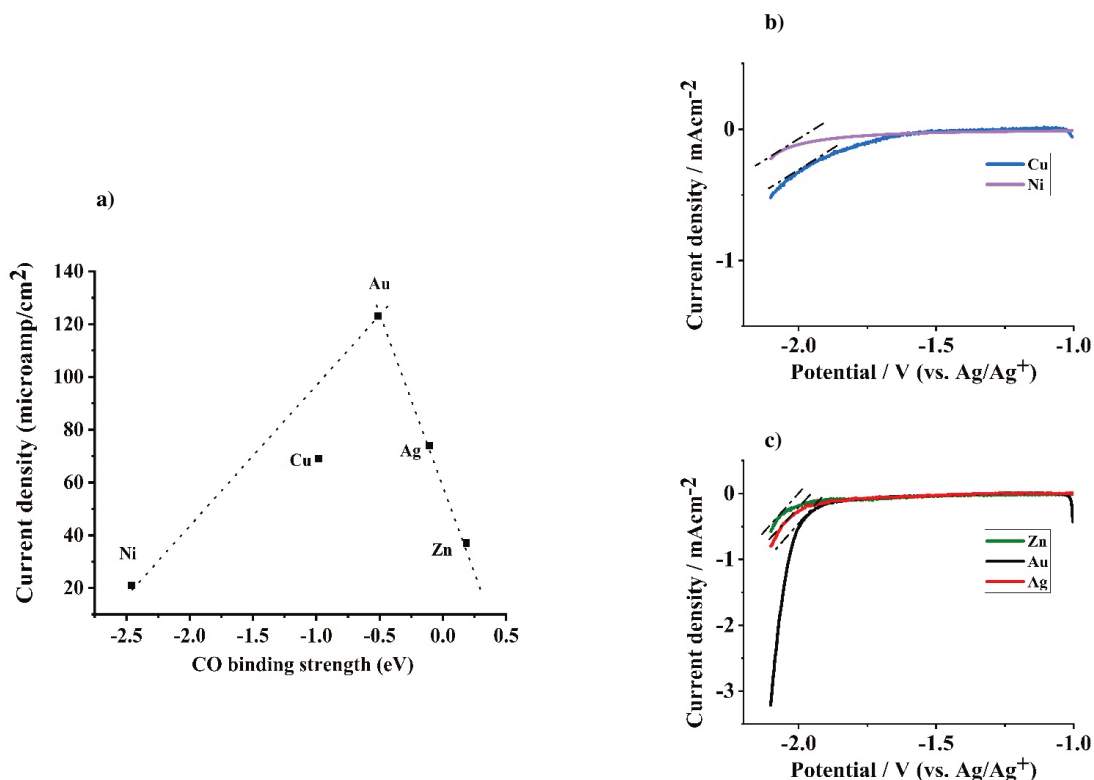 a)
Current density (microamp/cm²)
140
120
100
80
60
40
20
Au
Cu
Ag
Ni
Zn
-2.5 -2.0 -1.5 -1.0 -0.5 0.0 0.5
CO binding strength (eV)
b)
Current density / mAcm⁻²
0
-1
Cu
Ni
-2.0 -1.5 -1.0
Potential / V (vs. Ag/Ag⁺)
c)
Current density / mAcm⁻²
0
-1
-2
-3
Zn
Au
Ag
-2.0 -1.5 -1.0
Potential / V (vs. Ag/Ag⁺)